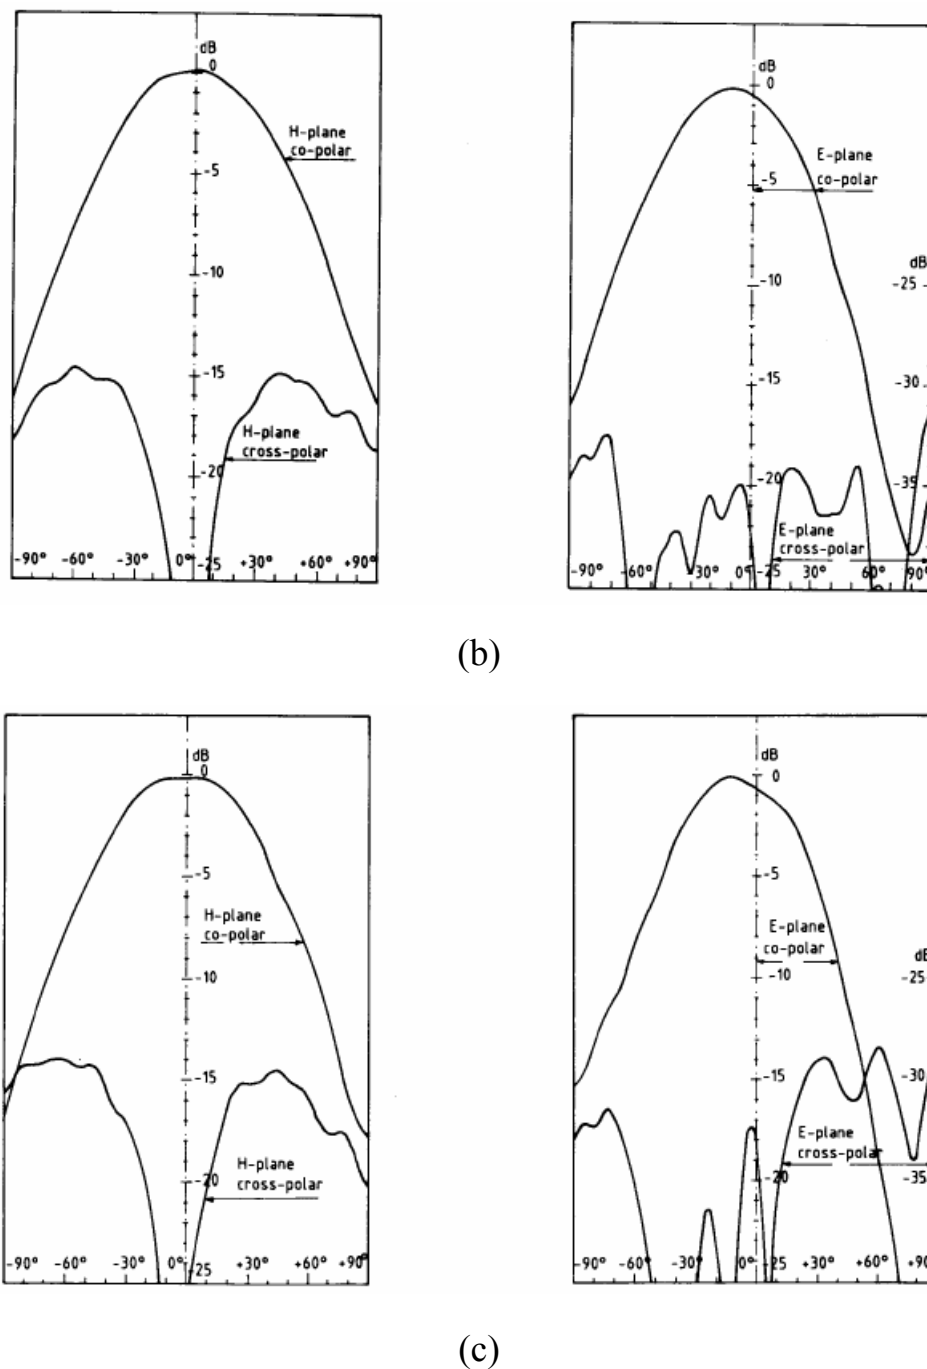 dB
0
H-plane
co-polar
-5
-10
-15
H-plane
cross-polar
-20
-90° -60° -30° 0° -25 +30° +60° +90°
dB
0
E-plane
co-polar
-5
dB
-10
-25
-15
-30
-20
-35
E-plane
cross-polar
-90° -60° -30° 0° -25 30° 60° 90°
(b)
dB
0
-5
H-plane
co-polar
-10
-15
H-plane
cross-polar
-20
-90° -60° -30° 0° -25 +30° +60° +90°
dB
0
-5
E-plane
co-polar
dB
-10
-25
-15
-30
E-plane
cross-polar
-20
-35
-90° -60° -30° 0° -25 +30° +60° +90
(c)